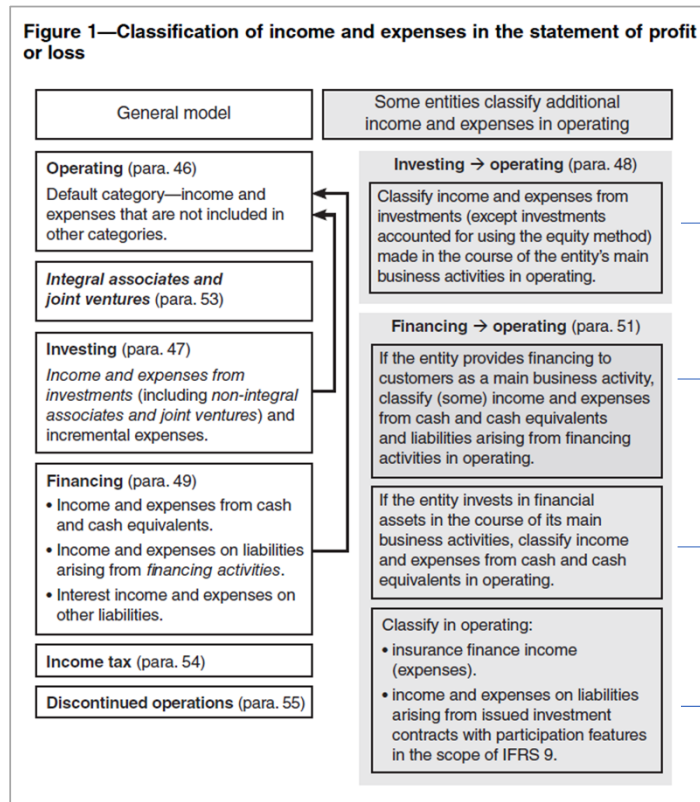 Figure 1—Classification of income and expenses in the statement of profit
or loss
General model
Some entities classify additional
income and expenses in operating
Operating (para. 46)
Default category—income and
expenses that are not included in
other categories.
Integral associates and
joint ventures (para. 53)
Investing (para. 47)
Income and expenses from
investments (including non-integral
associates and joint ventures) and
incremental expenses.
Financing (para. 49)
• Income and expenses from cash
and cash equivalents.
• Income and expenses on liabilities
arising from financing activities.
• Interest income and expenses on
other liabilities.
Income tax (para. 54)
Discontinued operations (para. 55)
Investing → operating (para. 48)
Classify income and expenses from
investments (except investments
accounted for using the equity method)
made in the course of the entity's main
business activities in operating.
Financing → operating (para. 51)
If the entity provides financing to
customers as a main business activity,
classify (some) income and expenses
from cash and cash equivalents
and liabilities arising from financing
activities in operating.
If the entity invests in financial
assets in the course of its main
business activities, classify income
and expenses from cash and cash
equivalents in operating.
Classify in operating:
• insurance finance income
(expenses).
• income and expenses on liabilities
arising from issued investment
contracts with participation features
in the scope of IFRS 9.